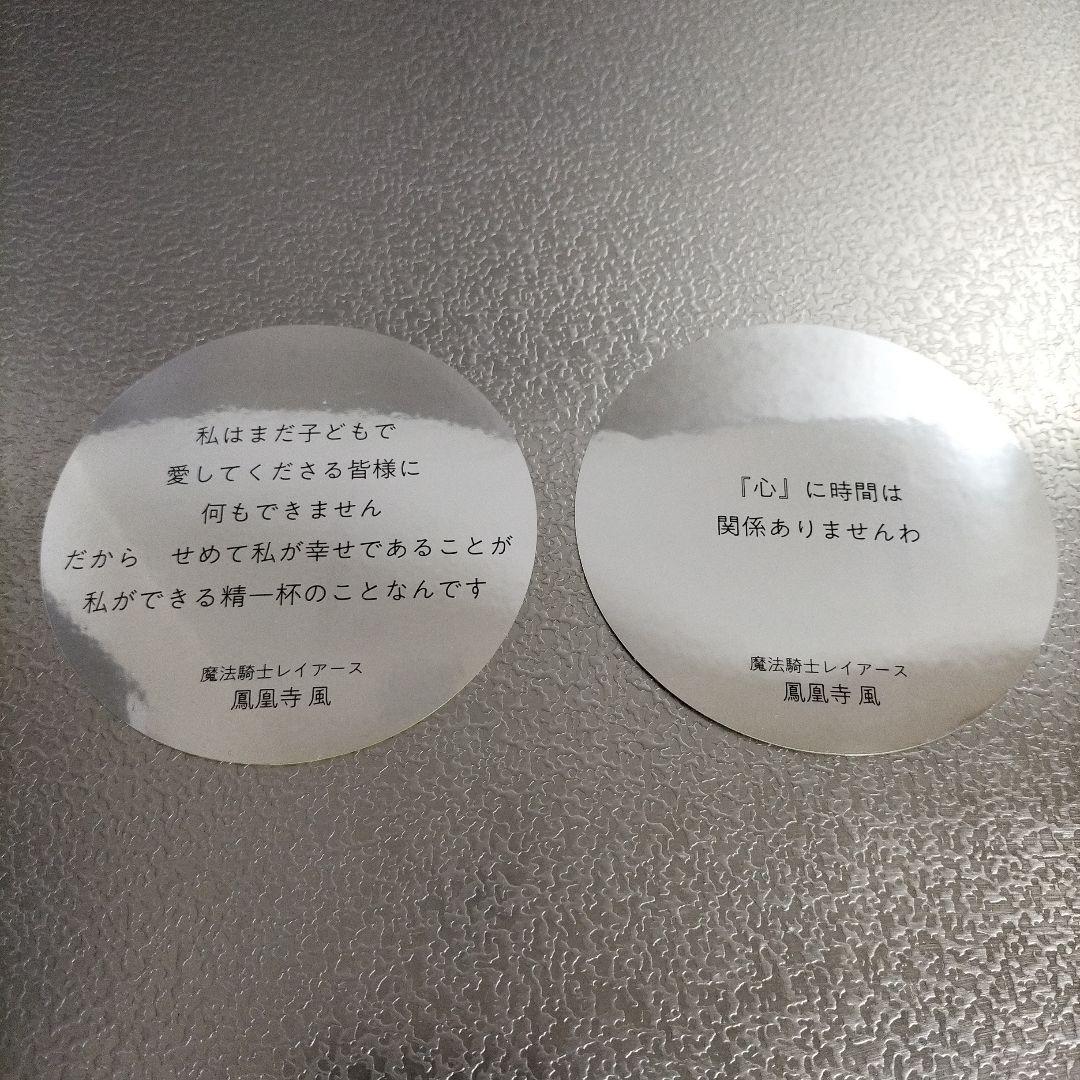 私はまだ子どもで
愛してくださる皆様に
何もできません
だから　せめて私が幸せであることが
私ができる精一杯のことなんです
魔法騎士レイアース
鳳凰寺 風
『心』に時間は
関係ありませんわ
魔法騎士レイアース
鳳凰寺 風